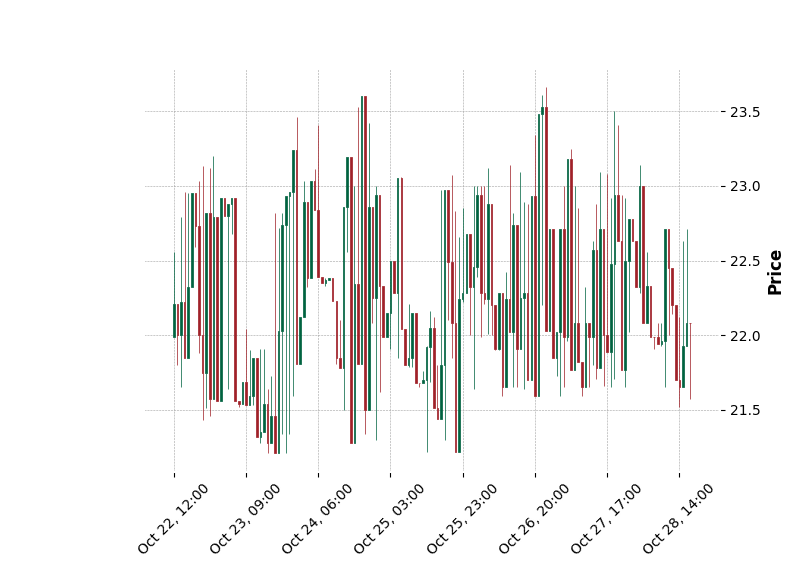 23.5
23.0
22.5
22.0
21.5
Price
Oct 22, 12:00
Oct 23, 09:00
Oct 24, 06:00
Oct 25, 03:00
Oct 25, 23:00
Oct 26, 20:00
Oct 27, 17:00
Oct 28, 14:00